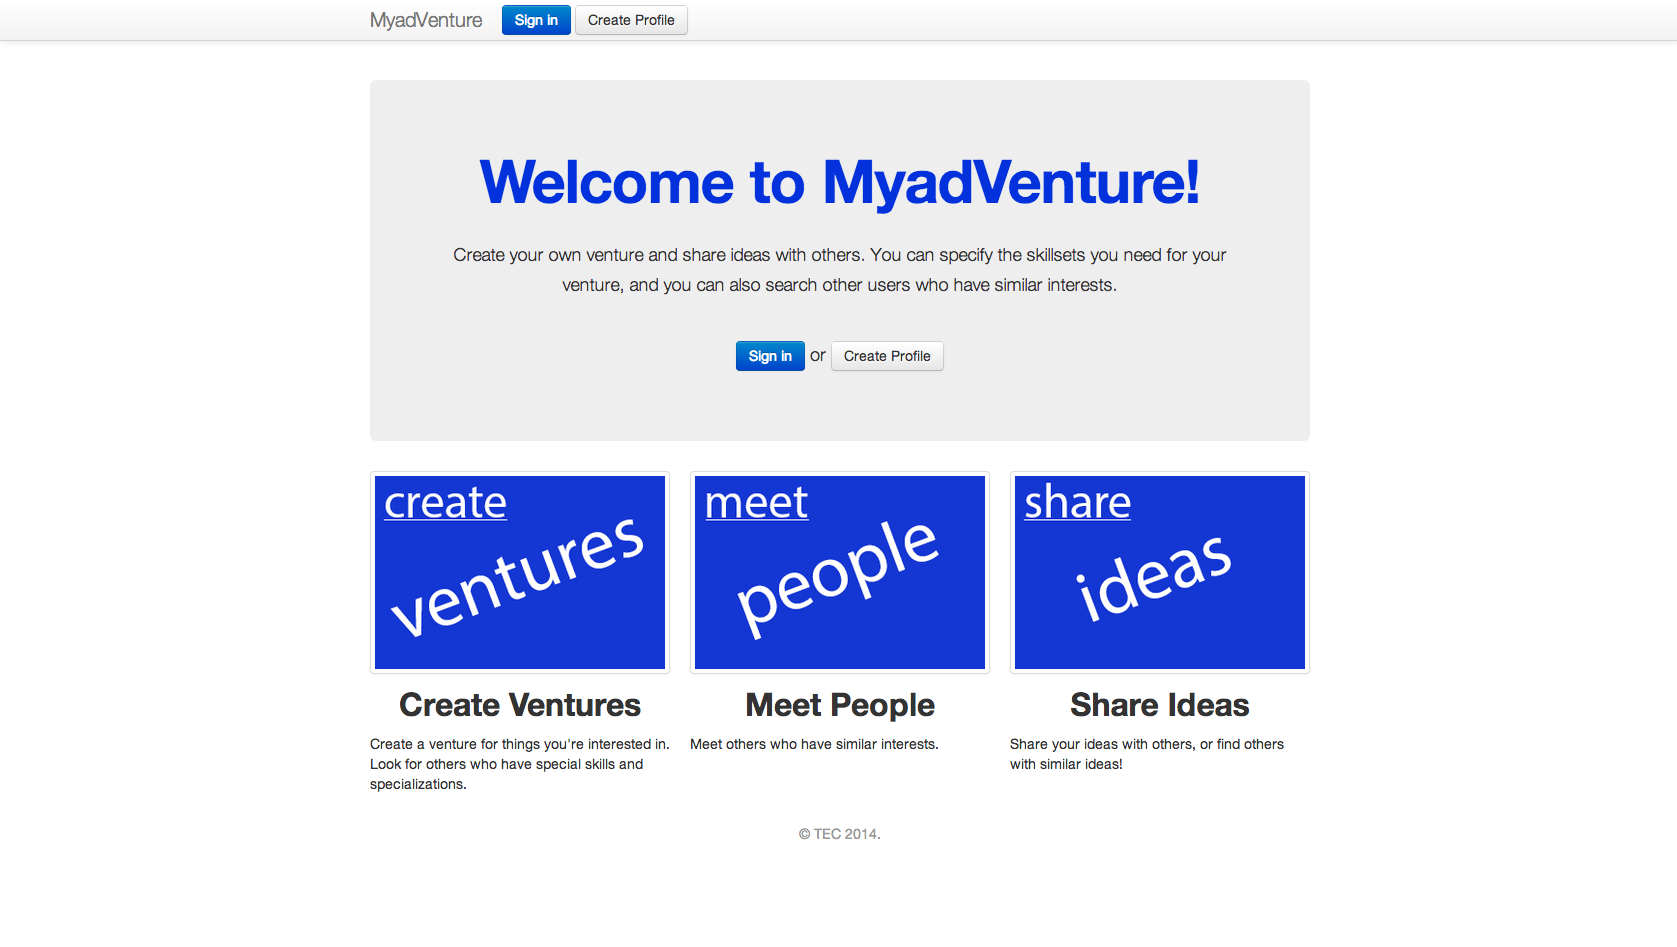 MyadVenture Sign in Create Profile
Welcome to MyadVenture!
Create your own venture and share ideas with others. You can specify the skillsets you need for your
venture, and you can also search other users who have similar interests.
Sign in or Create Profile
create
ventures
meet
people
share
ideas
Create Ventures
Create a venture for things you're interested in.
Look for others who have special skills and
specializations.
Meet People
Meet others who have similar interests.
Share Ideas
Share your ideas with others, or find others
with similar ideas!
© TEC 2014.